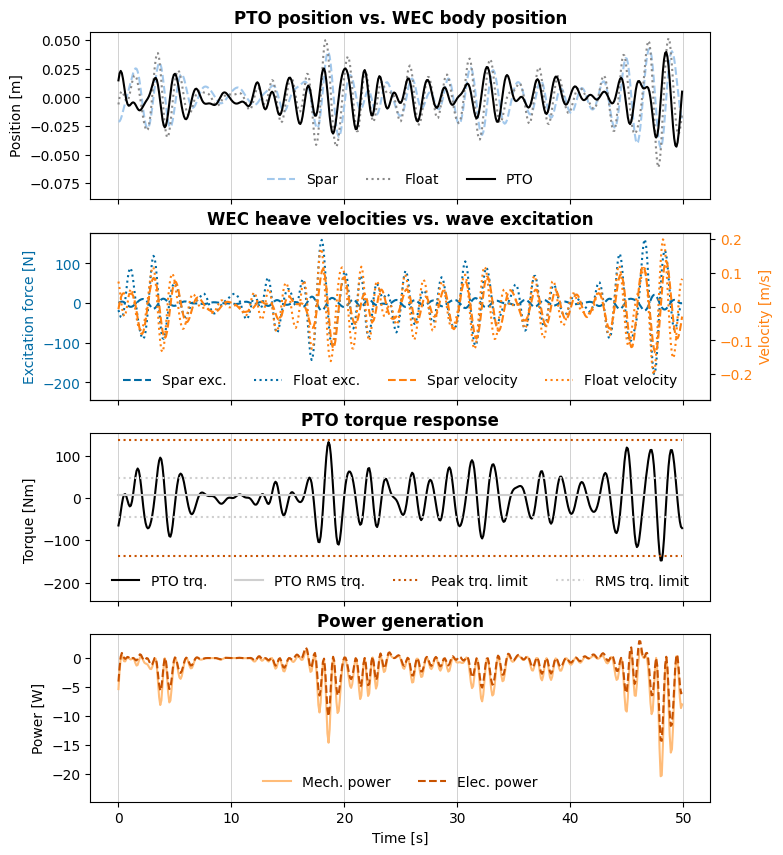 PTO position vs. WEC body position
0.050
0.025
0.000
−0.025
−0.050
−0.075
Position [m]
Spar Float PTO
WEC heave velocities vs. wave excitation
100
0
−100
−200
Excitation force [N]
0.2
0.1
0.0
−0.1
−0.2
Velocity [m/s]
Spar exc. Float exc. Spar velocity Float velocity
PTO torque response
100
0
−100
−200
Torque [Nm]
PTO trq. PTO RMS trq. Peak trq. limit RMS trq. limit
Power generation
0
−5
−10
−15
−20
Power [W]
Mech. power Elec. power
0 10 20 30 40 50
Time [s]